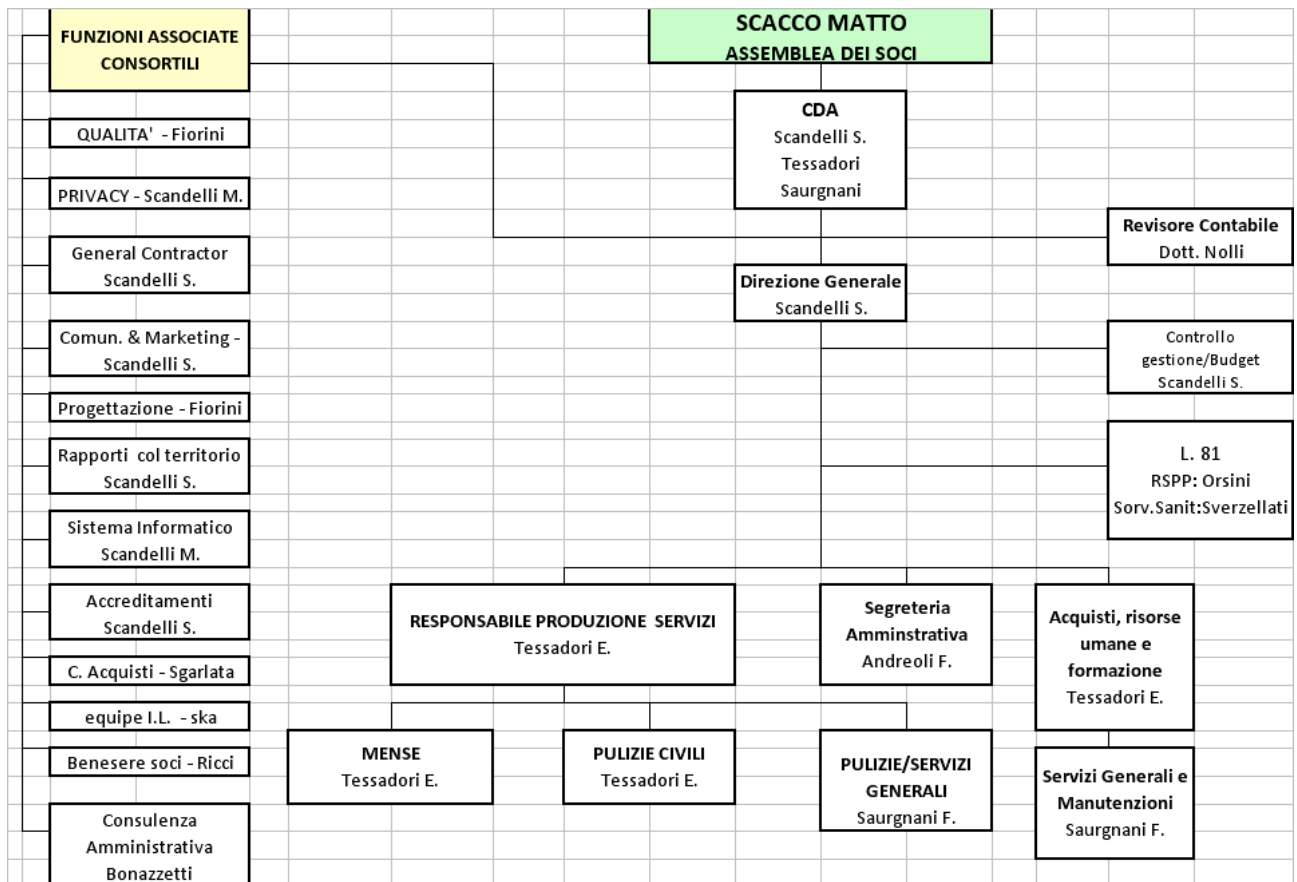 FUNZIONI ASSOCIATE
CONSORTILI
QUALITA' - Fiorini
PRIVACY - Scandelli M.
General Contractor
Scandelli S.
Comun. & Marketing -
Scandelli S.
Progettazione - Fiorini
Rapporti col territorio
Scandelli S.
Sistema Informatico
Scandelli M.
Accreditamenti
Scandelli S.
C. Acquisti - Sgarlata
equipe I.L. - ska
Benesere soci - Ricci
Consulenza
Amministrativa
Bonazzetti
SCACCO MATTO
ASSEMBLEA DEI SOCI
CDA
Scandelli S.
Tessadori
Saurgnani
Revisore Contabile
Dott. Nolli
Direzione Generale
Scandelli S.
Controllo
gestione/Budget
Scandelli S.
L. 81
RSPP: Orsini
Sorv.Sanit:Sverzellati
RESPONSABILE PRODUZIONE SERVIZI
Tessadori E.
Segreteria
Amminstrativa
Andreoli F.
Acquisti, risorse
umane e
formazione
Tessadori E.
MENSE
Tessadori E.
PULIZIE CIVILI
Tessadori E.
PULIZIE/SERVIZI
GENERALI
Saurgnani F.
Servizi Generali e
Manutenzioni
Saurgnani F.